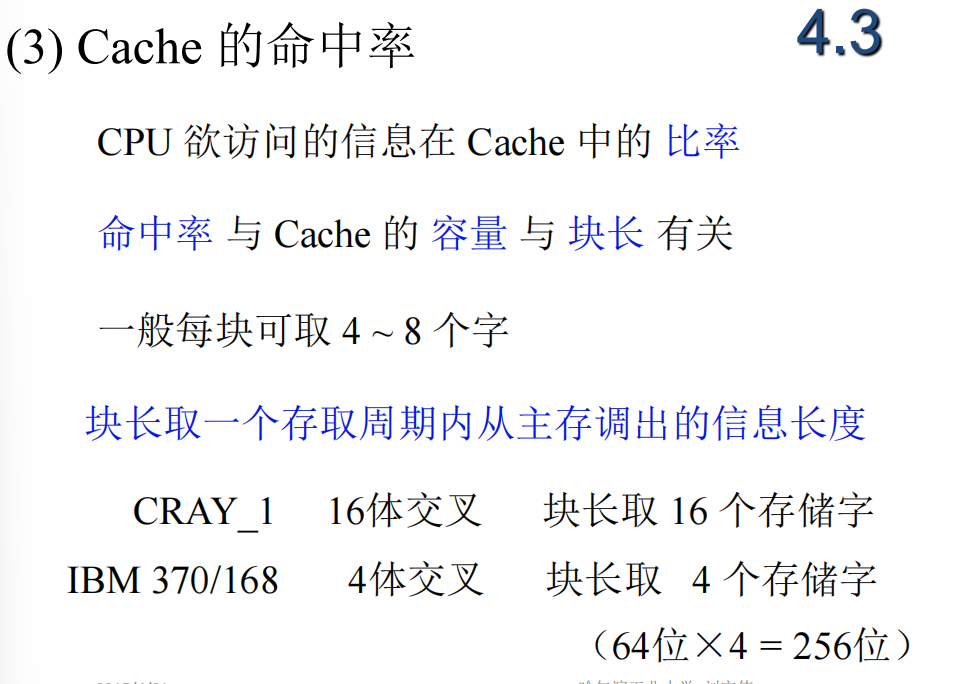 (3) Cache 的命中率 4.3
CPU 欲访问的信息在 Cache 中的 比率
命中率 与 Cache 的 容量 与 块长 有关
一般每块可取 4 ~ 8 个字
块长取一个存取周期内从主存调出的信息长度
CRAY_1 16体交叉 块长取 16 个存储字
IBM 370/168 4体交叉 块长取 4 个存储字
（64位×4 = 256位）